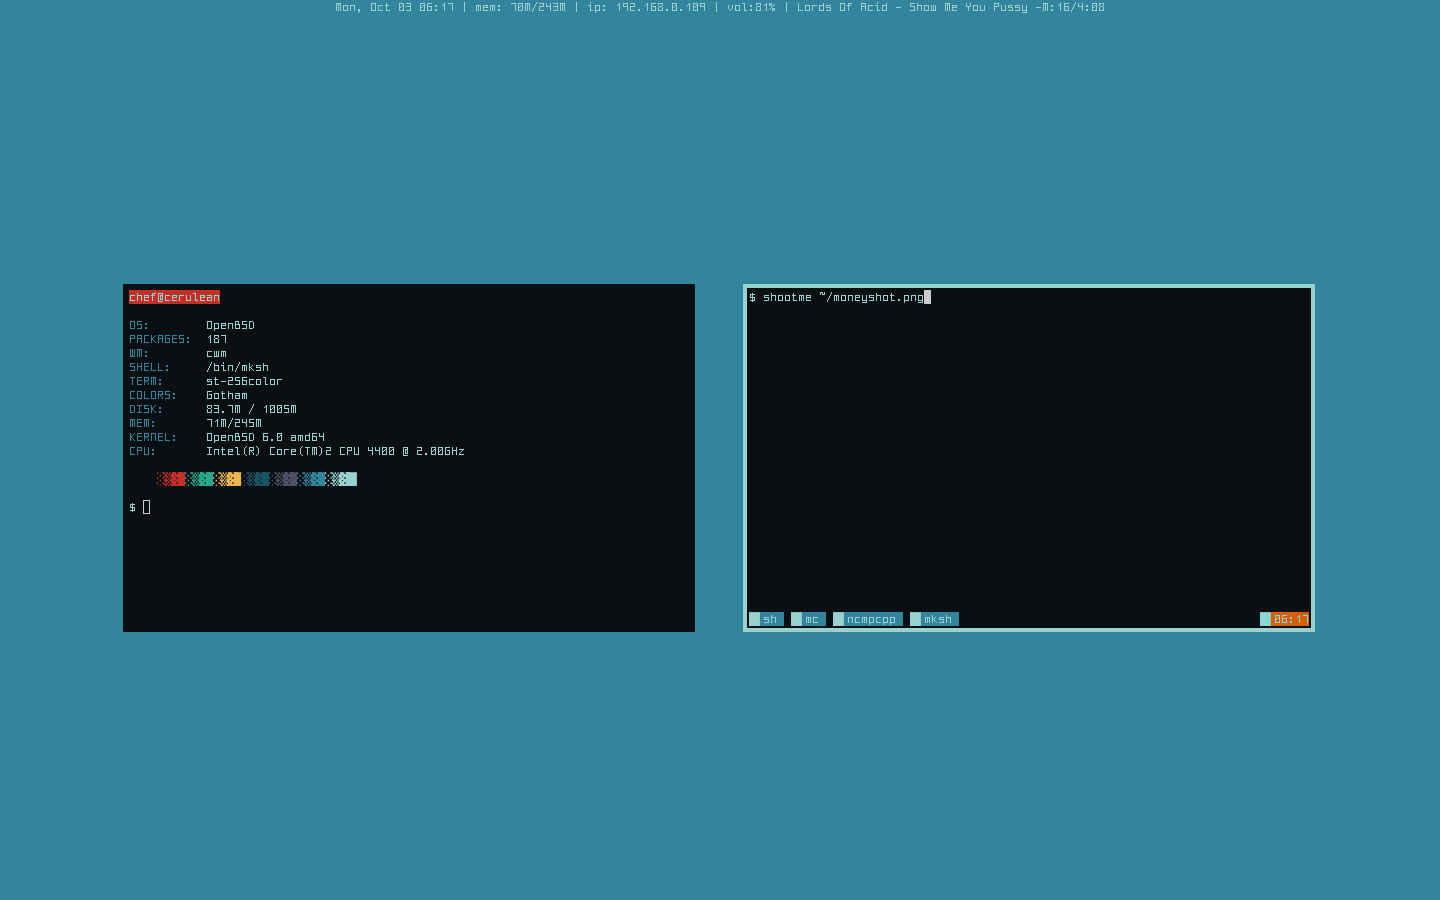 Mon, Oct 03 06:17 | mem: 70M/243M | ip: 192.168.0.109 | vol:81% | Lords Of Acid - Show Me You Pussy -M:16/4:08
chef@cerulean
OS: OpenBSD
PACKAGES: 187
WM: cwm
SHELL: /bin/mksh
TERM: st-256color
COLORS: Gotham
DISK: 83.7M / 1005M
MEM: 71M/245M
KERNEL: OpenBSD 6.0 amd64
CPU: Intel(R) Core(TM)2 CPU 4400 @ 2.00GHz
$
$ shootme ~/moneyshot.png
sh mc ncmpcpp mksh 06:17